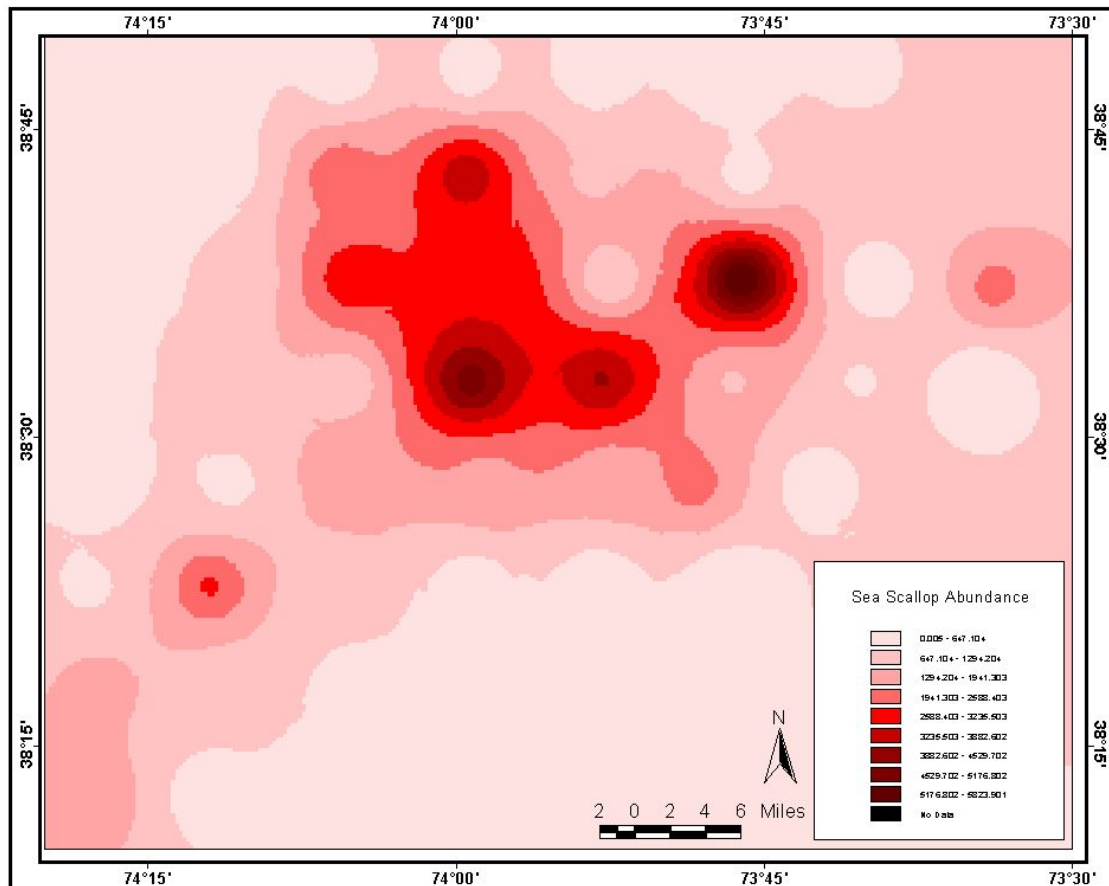 74°15' 74°00' 73°45' 73°30'
38°45' 38°45'
38°30' 38°30'
38°15' 38°15'
Sea Scallop Abundance
0.005 - 647.104
647.104 - 1294.204
1294.204 - 1941.303
1941.303 - 2588.403
2588.403 - 3235.503
3235.503 - 3882.602
3882.602 - 4529.702
4529.702 - 5176.802
5176.802 - 5823.901
No Data
N
2 0 2 4 6 Miles
74°15' 74°00' 73°45' 73°30'